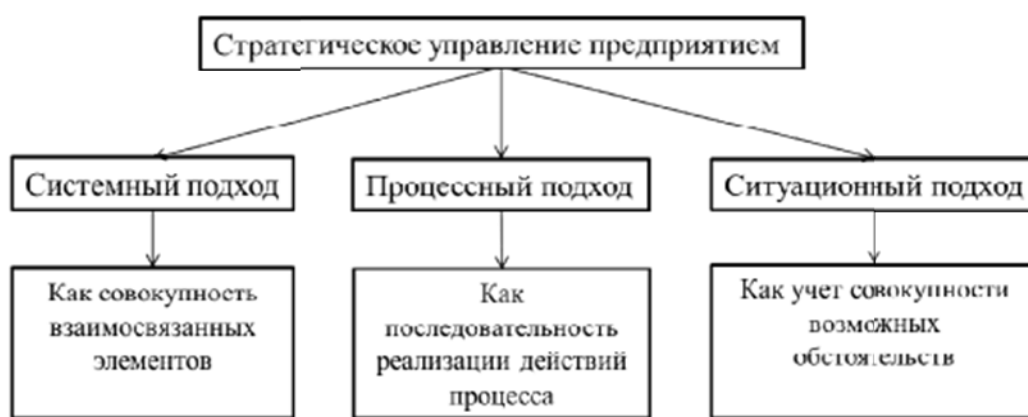 Стратегическое управление предприятием
Системный подход
Процессный подход
Ситуационный подход
Как совокупность
взаимосвязанных
элементов
Как
последовательность
реализации действий
процесса
Как учет совокупности
возможных
обстоятельств